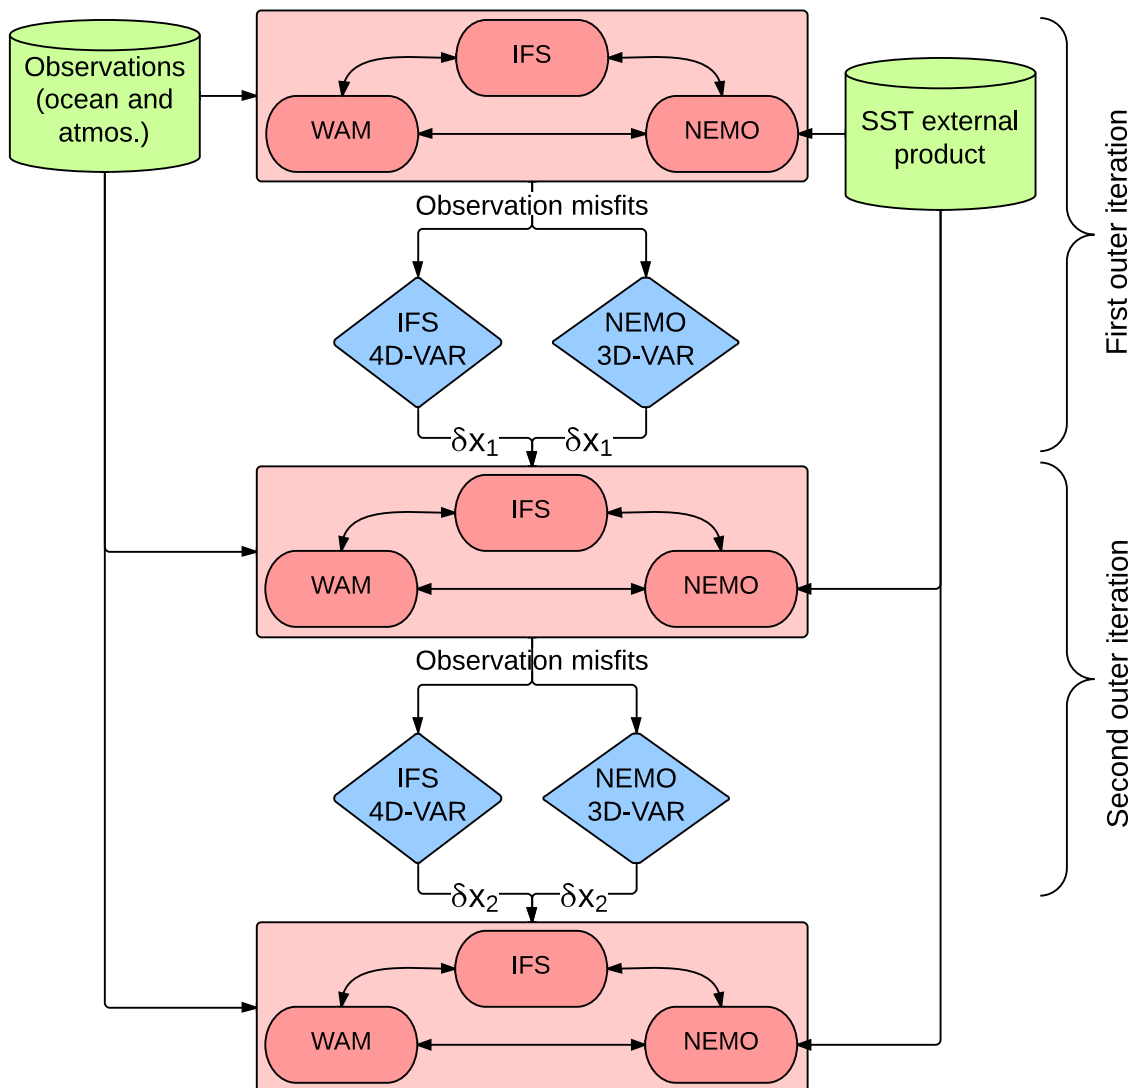 Observations
(ocean and
atmos.)
IFS
WAM
NEMO
SST external
product
Observation misfits
IFS
4D-VAR
NEMO
3D-VAR
δx1
δx1
First outer iteration
IFS
WAM
NEMO
Observation misfits
IFS
4D-VAR
NEMO
3D-VAR
δx2
δx2
Second outer iteration
IFS
WAM
NEMO